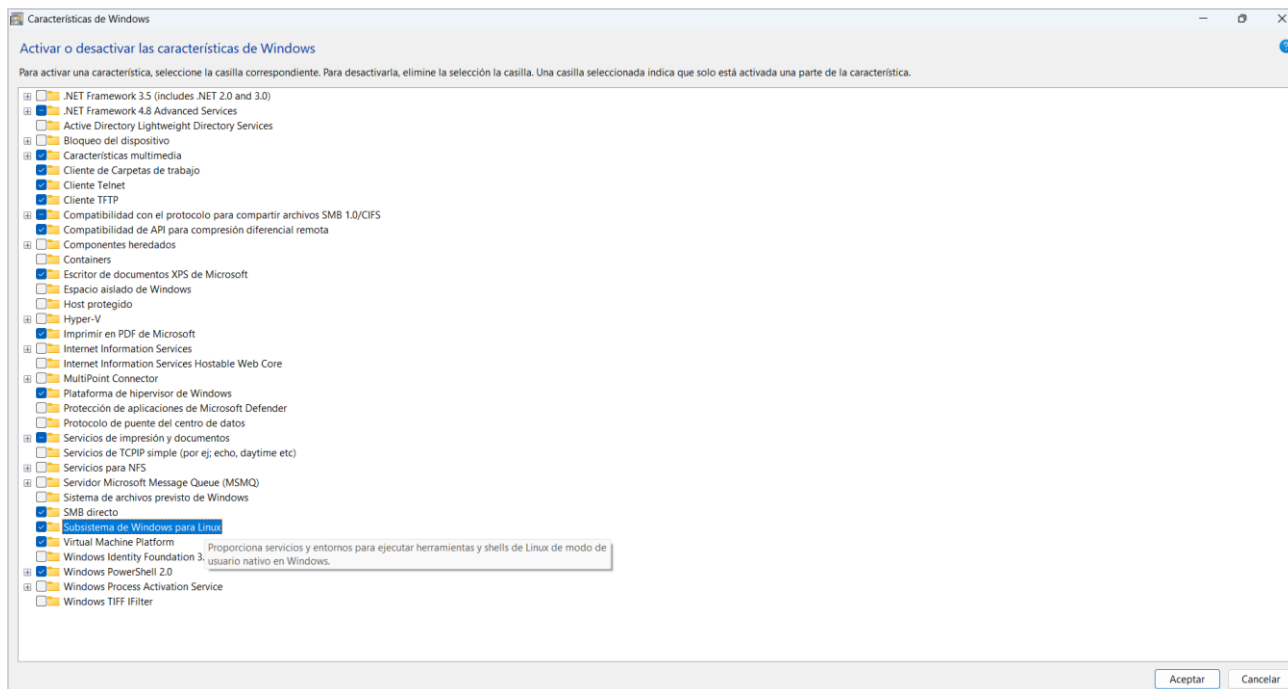 Características de Windows
Activar o desactivar las características de Windows
Para activar una característica, seleccione la casilla correspondiente. Para desactivarla, elimine la selección la casilla. Una casilla seleccionada indica que solo está activada una parte de la característica.
.NET Framework 3.5 (includes .NET 2.0 and 3.0)
.NET Framework 4.8 Advanced Services
Active Directory Lightweight Directory Services
Bloqueo del dispositivo
Características multimedia
Cliente de Carpetas de trabajo
Cliente Telnet
Cliente TFTP
Compatibilidad con el protocolo para compartir archivos SMB 1.0/CIFS
Compatibilidad de API para compresión diferencial remota
Componentes heredados
Containers
Escritor de documentos XPS de Microsoft
Espacio aislado de Windows
Host protegido
Hyper-V
Imprimir en PDF de Microsoft
Internet Information Services
Internet Information Services Hostable Web Core
MultiPoint Connector
Plataforma de hipervisor de Windows
Protección de aplicaciones de Microsoft Defender
Protocolo de puente del centro de datos
Servicios de impresión y documentos
Servicios de TCPIP simple (por ej; echo, daytime etc)
Servicios para NFS
Servidor Microsoft Message Queue (MSMQ)
Sistema de archivos previsto de Windows
SMB directo
Subsistema de Windows para Linux
Virtual Machine Platform
Proporciona servicios y entornos para ejecutar herramientas y shells de Linux de modo de
usuario nativo en Windows.
Windows Identity Foundation 3.
Windows PowerShell 2.0
Windows Process Activation Service
Windows TIFF IFilter
Aceptar
Cancelar